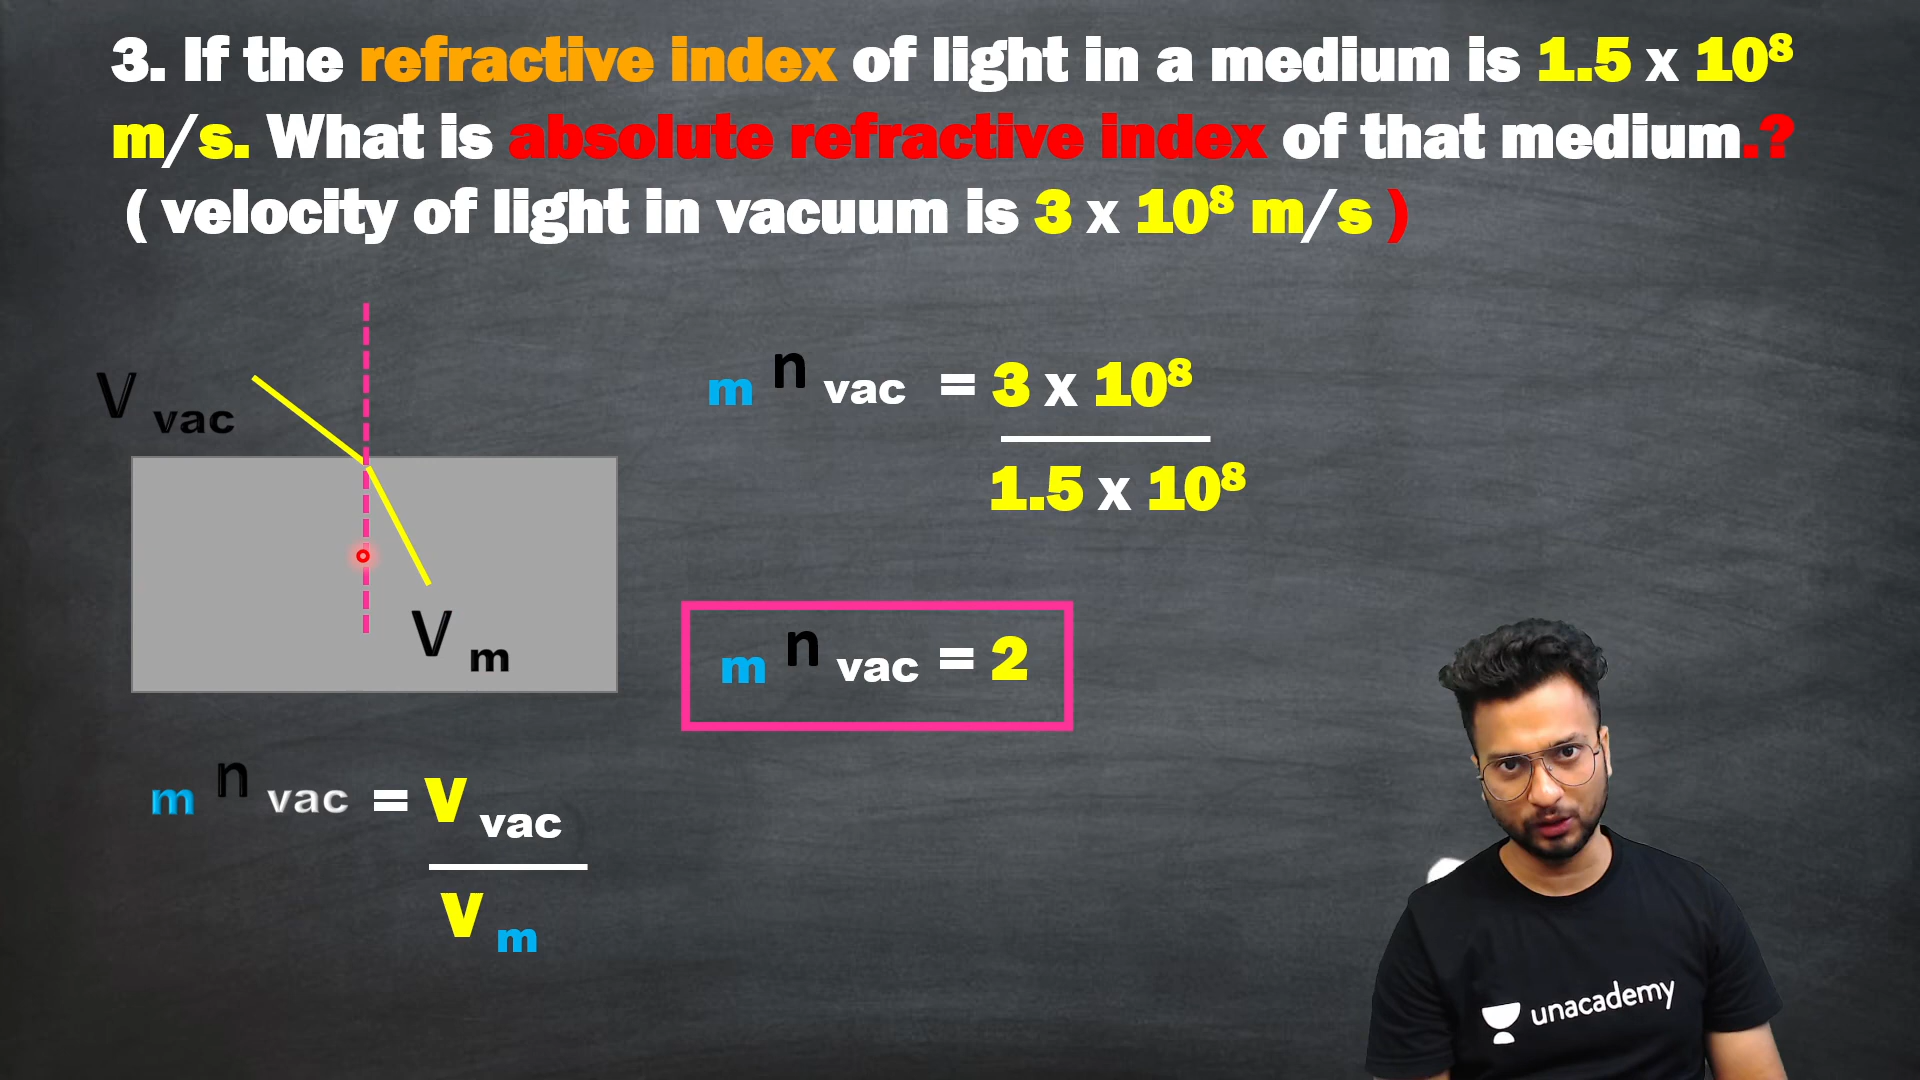 3. If the refractive index of light in a medium is 1.5 x 10⁸
m/s. What is absolute refractive index of that medium.?
( velocity of light in vacuum is 3 x 10⁸ m/s )
V vac
V m
m n vac = V vac
V m
m n vac = 3 x 10⁸
1.5 x 10⁸
m n vac = 2
unacademy